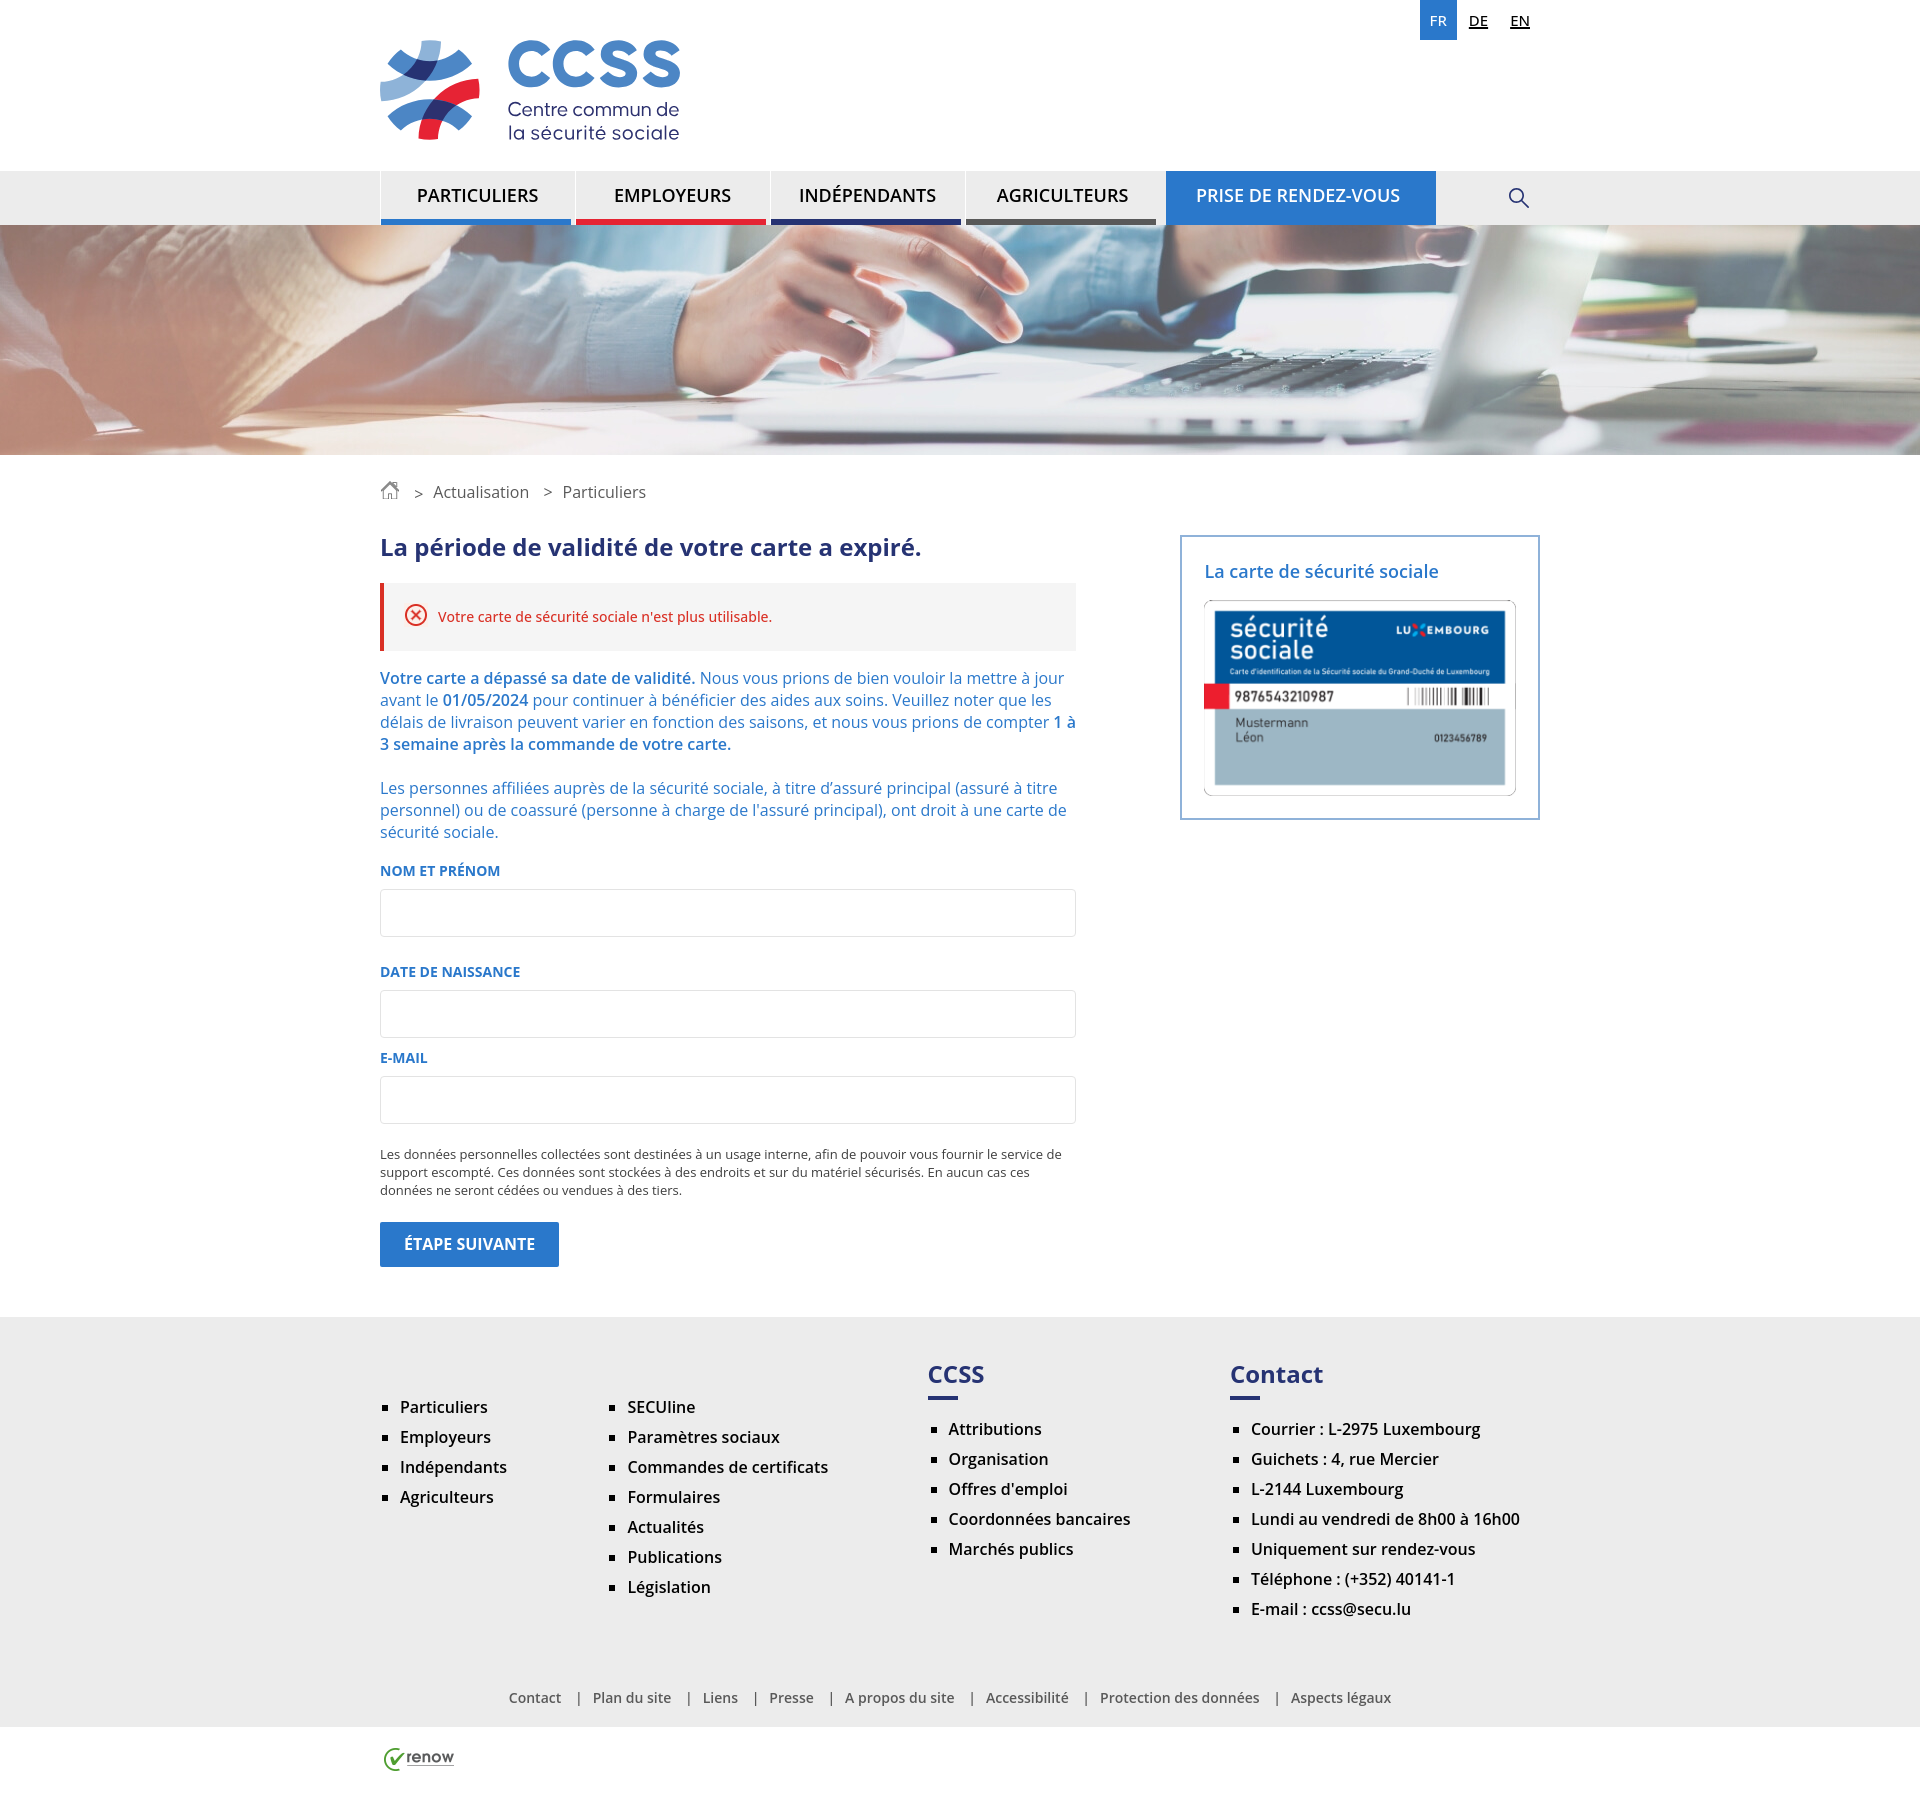 FR DE EN
CCSS
Centre commun de
la sécurité sociale
PARTICULIERS EMPLOYEURS INDÉPENDANTS AGRICULTEURS PRISE DE RENDEZ-VOUS
> Actualisation > Particuliers
La période de validité de votre carte a expiré.
Votre carte de sécurité sociale n'est plus utilisable.
Votre carte a dépassé sa date de validité. Nous vous prions de bien vouloir la mettre à jour
avant le 01/05/2024 pour continuer à bénéficier des aides aux soins. Veuillez noter que les
délais de livraison peuvent varier en fonction des saisons, et nous vous prions de compter 1 à
3 semaine après la commande de votre carte.
Les personnes affiliées auprès de la sécurité sociale, à titre d’assuré principal (assuré à titre
personnel) ou de coassuré (personne à charge de l'assuré principal), ont droit à une carte de
sécurité sociale.
NOM ET PRÉNOM
DATE DE NAISSANCE
E-MAIL
Les données personnelles collectées sont destinées à un usage interne, afin de pouvoir vous fournir le service de
support escompté. Ces données sont stockées à des endroits et sur du matériel sécurisés. En aucun cas ces
données ne seront cédées ou vendues à des tiers.
ÉTAPE SUIVANTE
La carte de sécurité sociale
sécurité
sociale
LUXEMBOURG
Carte d'identification de la Sécurité sociale du Grand-Duché de Luxembourg
9876543210987
Mustermann
Léon
0123456789
Particuliers
Employeurs
Indépendants
Agriculteurs
SECUline
Paramètres sociaux
Commandes de certificats
Formulaires
Actualités
Publications
Législation
CCSS
Attributions
Organisation
Offres d'emploi
Coordonnées bancaires
Marchés publics
Contact
Courrier : L-2975 Luxembourg
Guichets : 4, rue Mercier
L-2144 Luxembourg
Lundi au vendredi de 8h00 à 16h00
Uniquement sur rendez-vous
Téléphone : (+352) 40141-1
E-mail : ccss@secu.lu
Contact | Plan du site | Liens | Presse | A propos du site | Accessibilité | Protection des données | Aspects légaux
renow